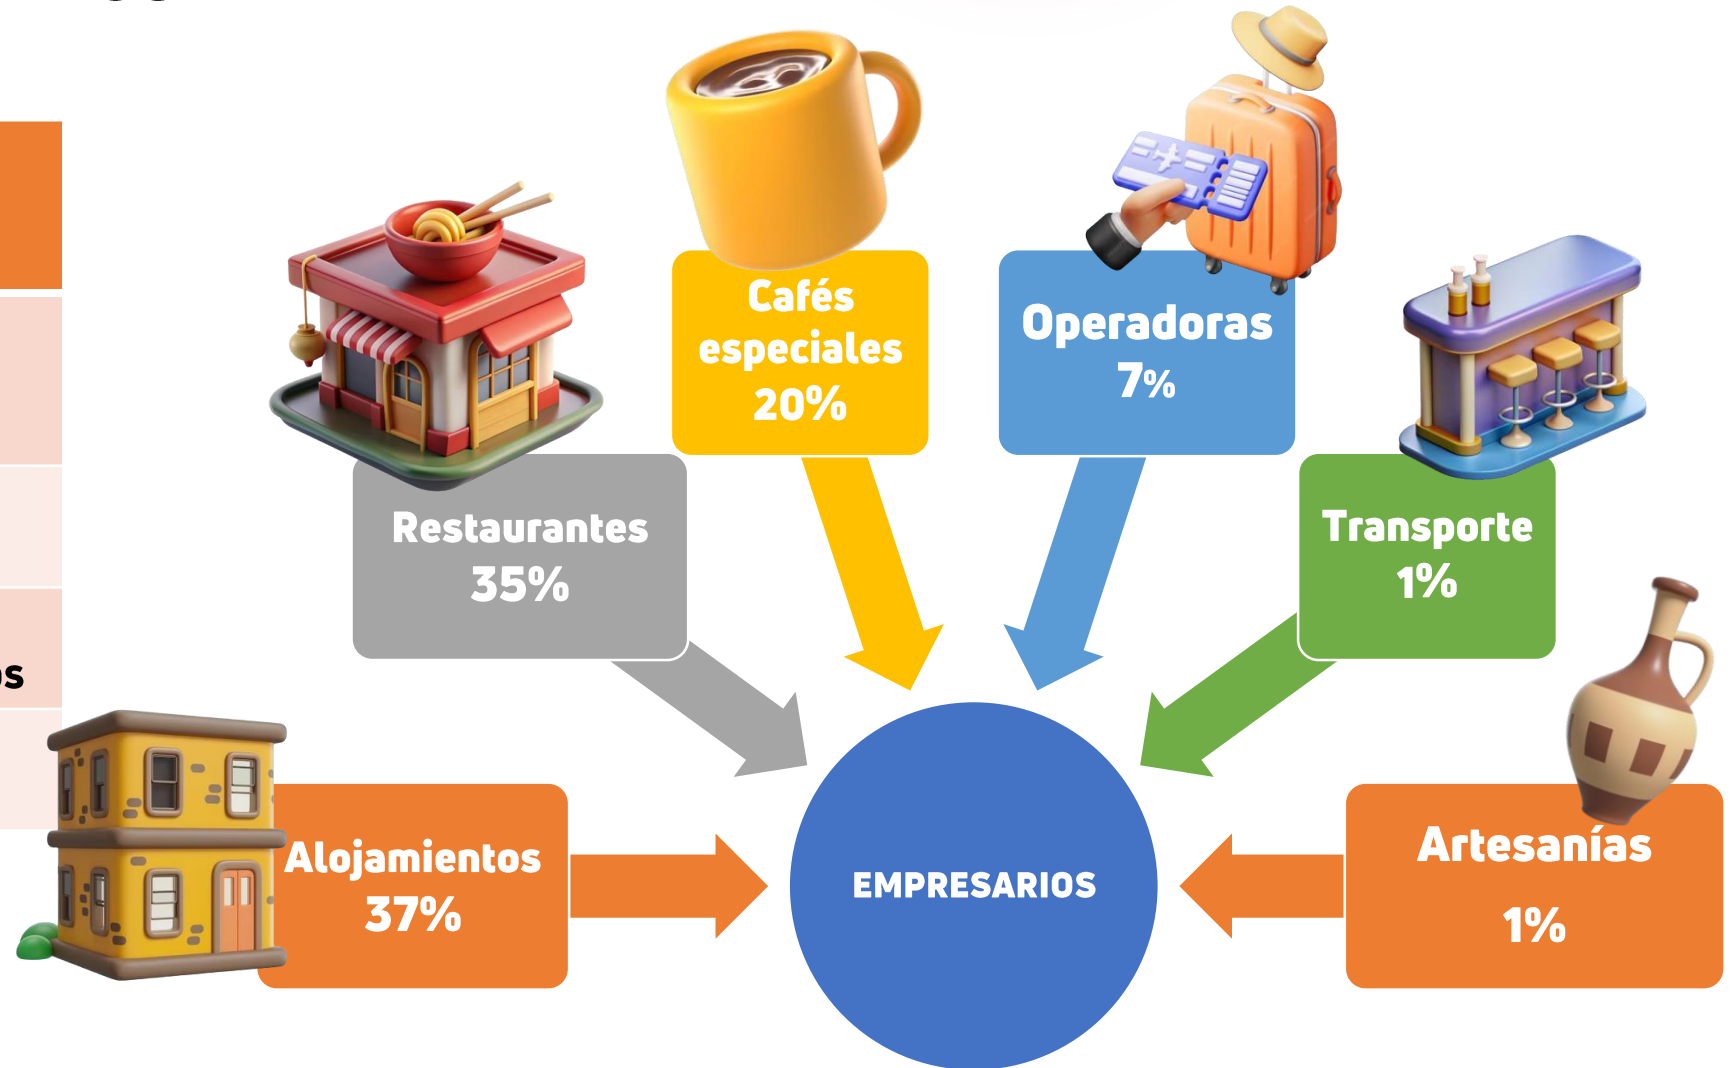 Cafés
especiales
20%
Operadoras
7%
Restaurantes
35%
Transporte
1%
Alojamientos
37%
EMPRESARIOS
Artesanías
1%